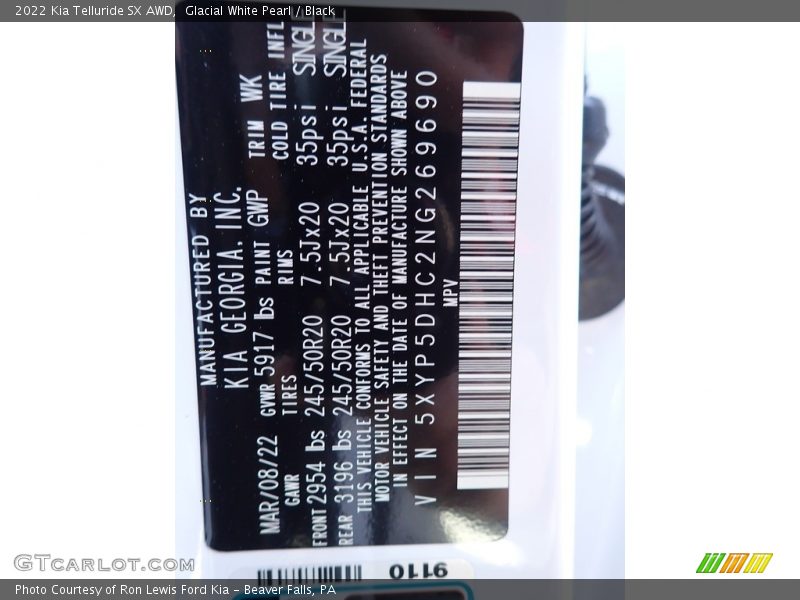 2022 Kia Telluride SX AWD,  Glacial White Pearl / Black
MANUFACTURED BY
KIA GEORGIA. INC.
MAR/08/22 GVWR 5917 lbs PAINT GWP TRIM WK
GAWR TIRES RIMS COLD TIRE INFL
FRONT 2954 lbs 245/50R20 7.5Jx20 35psi SINGLE
REAR 3196 lbs 245/50R20 7.5Jx20 35psi SINGLE
THIS VEHICLE CONFORMS TO ALL APPLICABLE U.S.A. FEDERAL
MOTOR VEHICLE SAFETY AND THEFT PREVENTION STANDARDS
IN EFFECT ON THE DATE OF MANUFACTURE SHOWN ABOVE
VIN 5XYP5DHC2NG269690
MPV
9110
GTCarLot.com
Photo Courtesy of Ron Lewis Ford Kia - Beaver Falls, PA